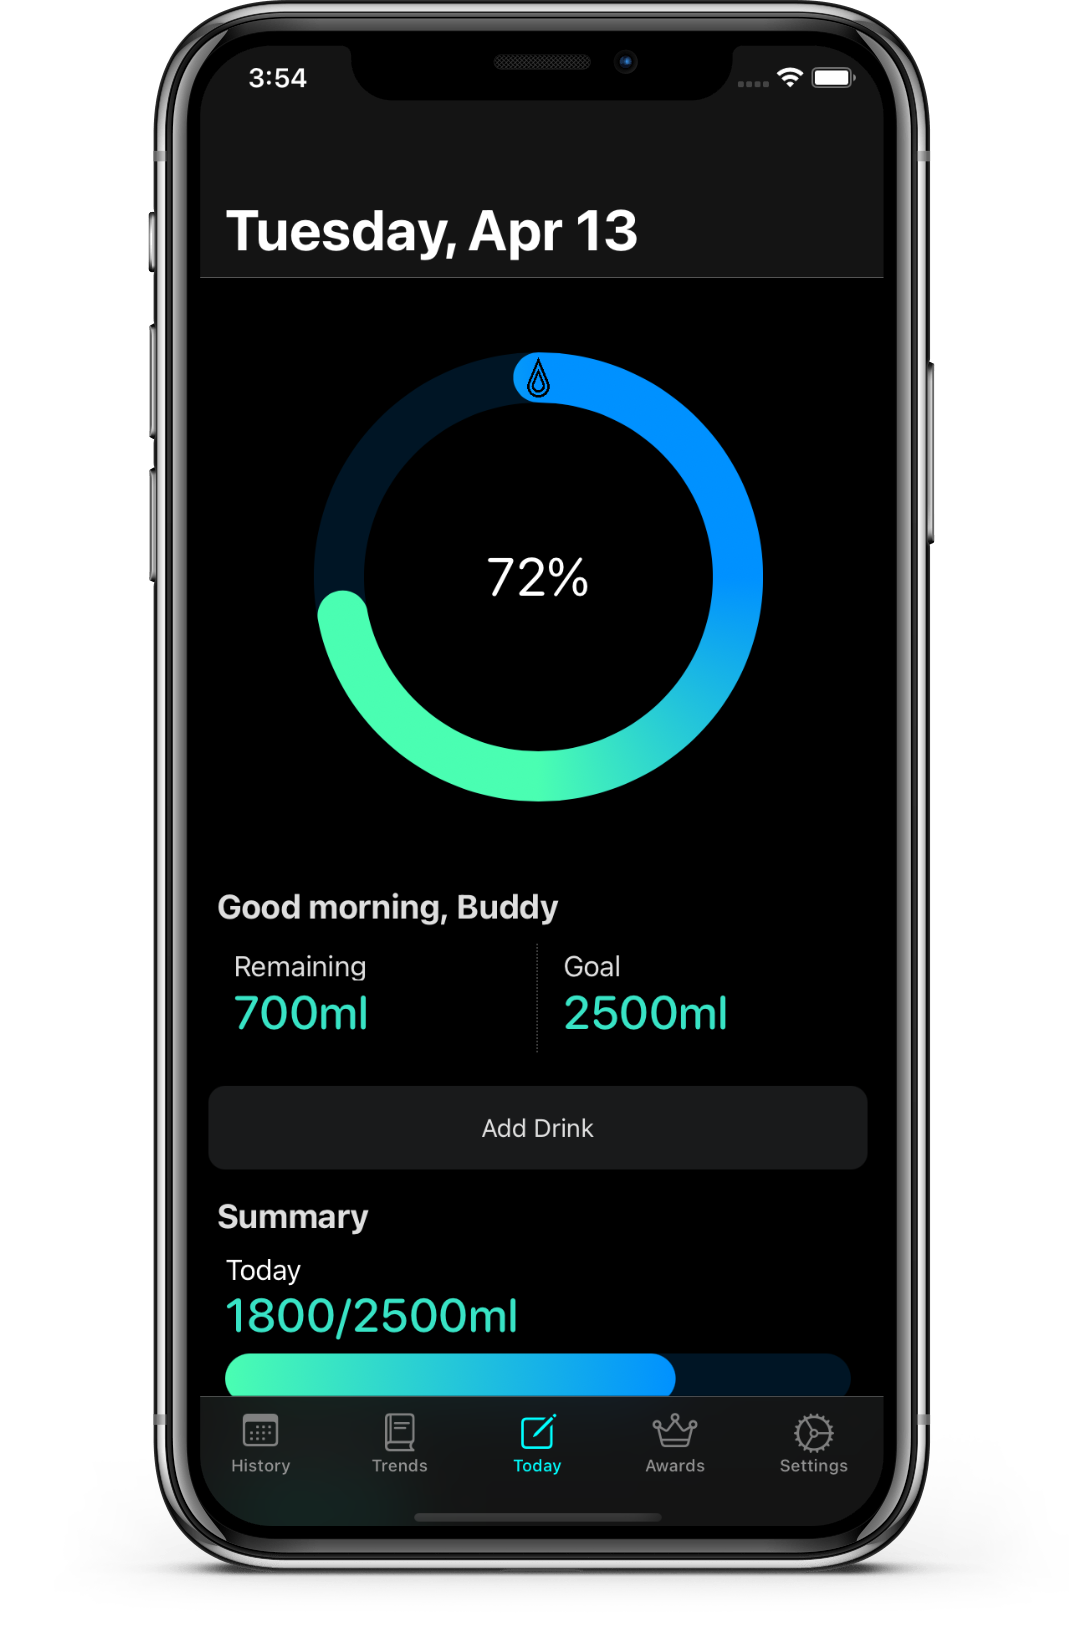 3:54
Tuesday, Apr 13
72%
Good morning, Buddy
Remaining
Goal
700ml
2500ml
Add Drink
Summary
Today
1800/2500ml
History
Trends
Today
Awards
Settings